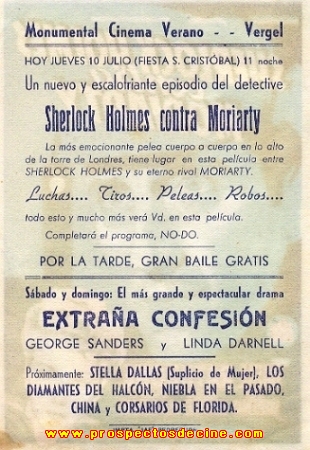 Monumental Cinema Verano - - Vergel
HOY JUEVES 10 JULIO (FIESTA S. CRISTÓBAL) 11 noche
Un nuevo y escalofriante episodio del detective
Sherlock Holmes contra Moriarty
La más emocionante pelea cuerpo a cuerpo en lo alto
de la torre de Londres, tiene lugar en esta película entre
SHERLOCK HOLMES y su eterno rival MORIARTY.
Luchas.... Tiros.... Peleas.... Robos....
todo esto y mucho más verá Vd, en esta película.
Completará el programa, NO-DO.
POR LA TARDE, GRAN BAILE GRATIS
Sábado y domingo: El más grande y espectacular drama
EXTRAÑA CONFESIÓN
GEORGE SANDERS y LINDA DARNELL
Próximamente: STELLA DALLAS (Suplicio de Mujer), LOS
DIAMANTES DEL HALCÓN, NIEBLA EN EL PASADO,
CHINA y CORSARIOS DE FLORIDA.
www.prospectosdecine.com